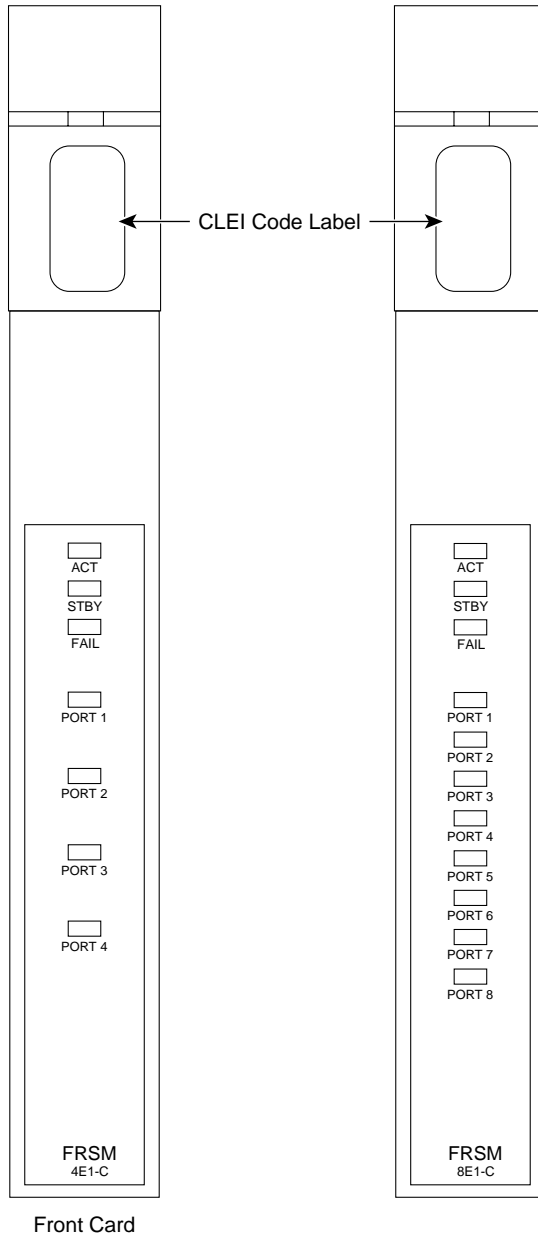 CLEI Code Label
ACT
STBY
FAIL
PORT 1
PORT 2
PORT 3
PORT 4
FRSM
4E1-C
Front Card
ACT
STBY
FAIL
PORT 1
PORT 2
PORT 3
PORT 4
PORT 5
PORT 6
PORT 7
PORT 8
FRSM
8E1-C